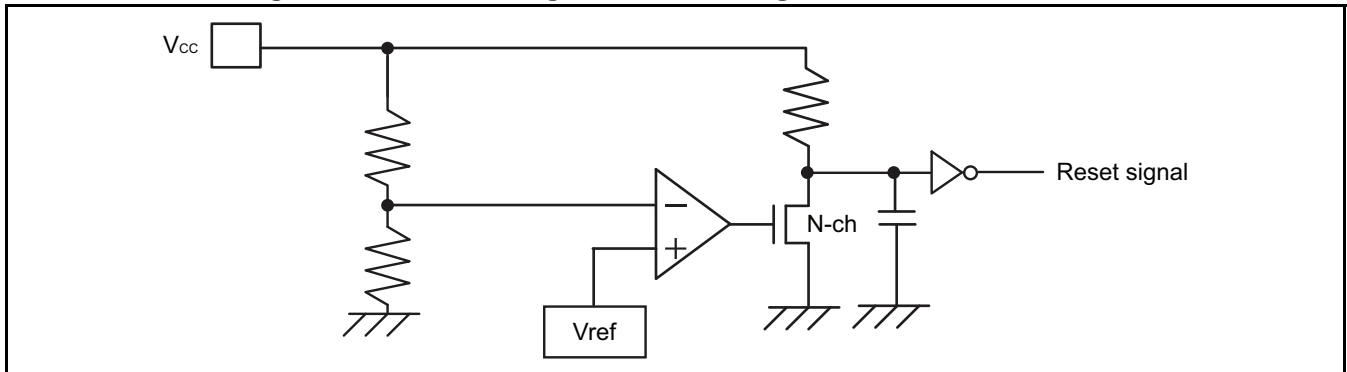 Vcc
Reset signal
−
N-ch
+
Vref